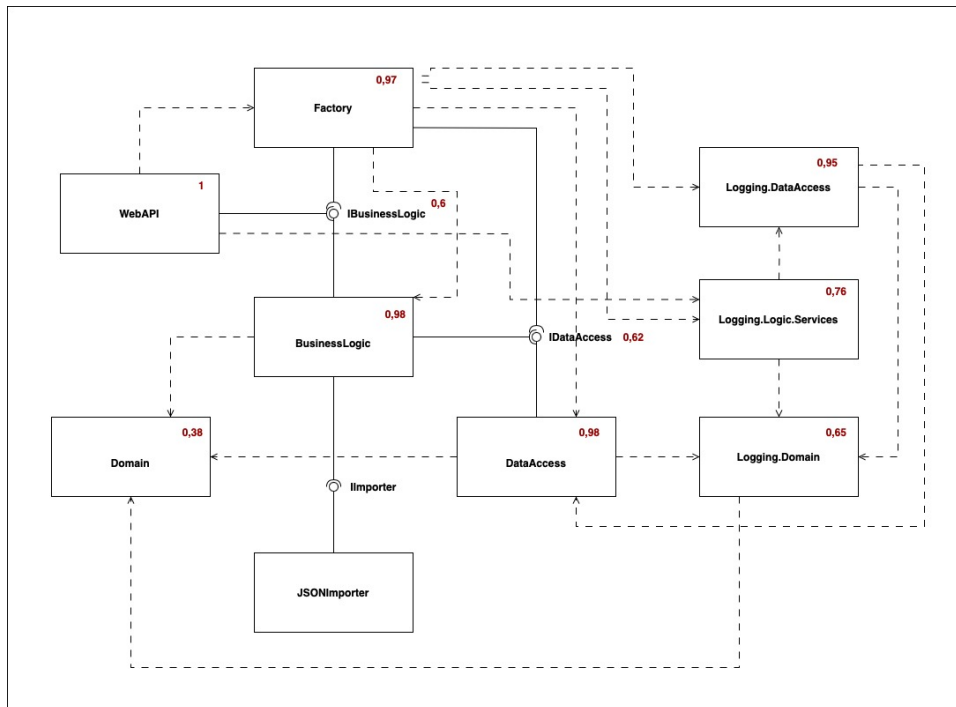 0,97
Factory
0,95
Logging.DataAccess
1
WebAPI
IBusinessLogic
0,6
0,76
Logging.Logic.Services
0,98
BusinessLogic
IDataAccess
0,62
0,38
Domain
0,98
DataAccess
0,65
Logging.Domain
IImporter
JSONImporter